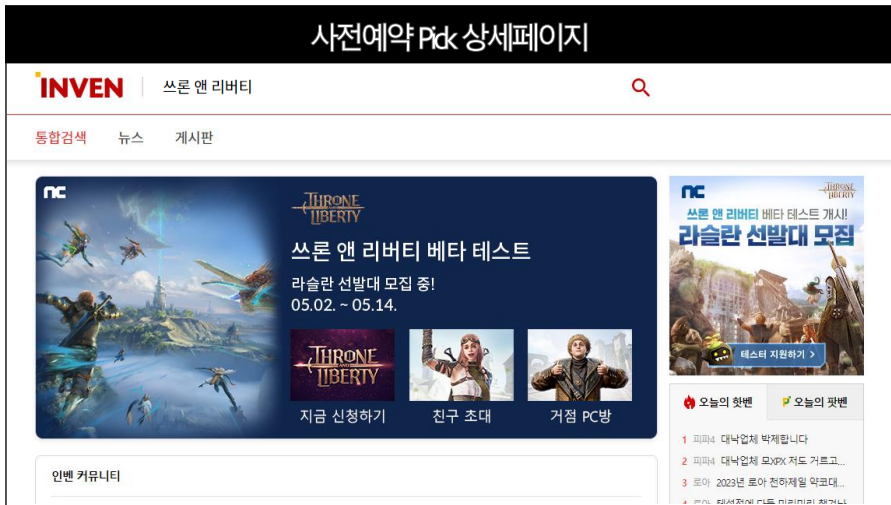 사전예약 Pick 상세페이지
INVEN
쓰론 앤 리버티
통합검색 뉴스 게시판
nc
THRONE AND LIBERTY
쓰론 앤 리버티 베타 테스트
라슬란 선발대 모집 중!
05.02. ~ 05.14.
THRONE AND LIBERTY
지금 신청하기 친구 초대 거점 PC방
nc
THRONE AND LIBERTY
쓰론 앤 리버티 베타 테스트 개시!
라슬란 선발대 모집
테스터 지원하기 >
오늘의 핫벤 오늘의 팟벤
1 피파4 대낙업체 박제합니다
2 피파4 대낙업체 모XPX 저도 거르고...
3 로아 2023년 로아 천하제일 약코대...
인벤 커뮤니티